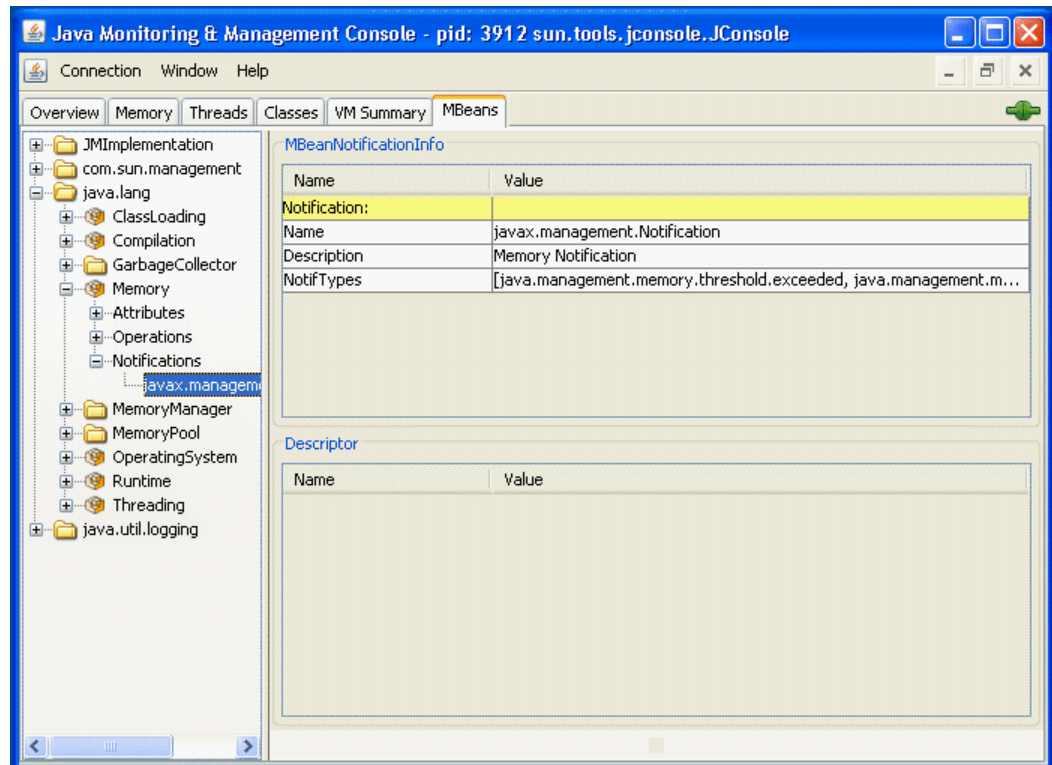 Java Monitoring & Management Console - pid: 3912 sun.tools.jconsole.JConsole
Connection Window Help
Overview Memory Threads Classes VM Summary MBeans
JMImplementation
com.sun.management
java.lang
ClassLoading
Compilation
GarbageCollector
Memory
Attributes
Operations
Notifications
javax.manageme
MemoryManager
MemoryPool
OperatingSystem
Runtime
Threading
java.util.logging
MBeanNotificationInfo
Name Value
Notification:
Name javax.management.Notification
Description Memory Notification
NotifTypes [java.management.memory.threshold.exceeded, java.management.m...
Descriptor
Name Value